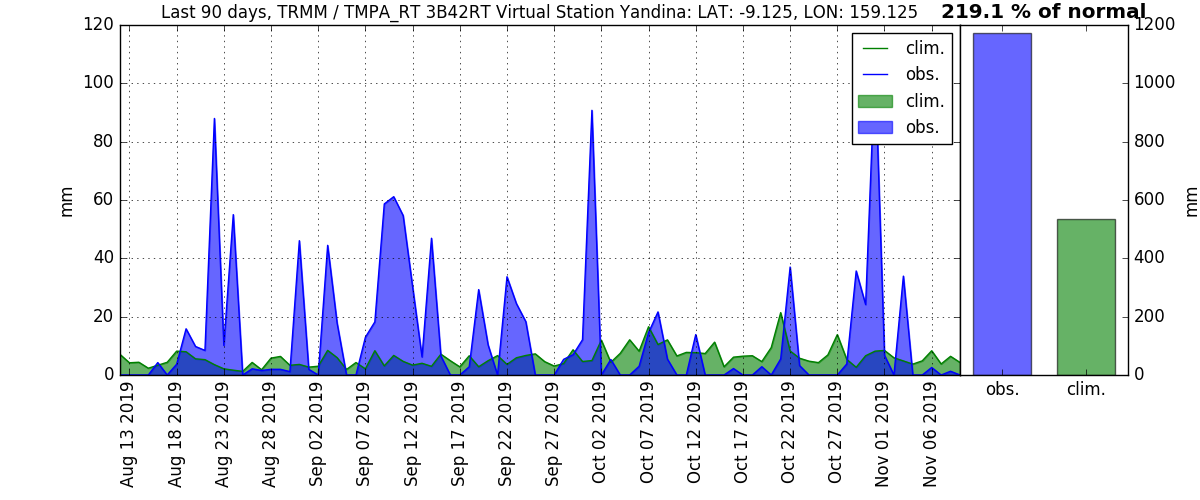 Last 90 days, TRMM / TMPA_RT 3B42RT Virtual Station Yandina: LAT: -9.125, LON: 159.125
219.1 % of normal
120
100
80
60
40
20
0
mm
clim.
obs.
clim.
obs.
1200
1000
800
600
400
200
0
mm
Aug 13 2019
Aug 18 2019
Aug 23 2019
Aug 28 2019
Sep 02 2019
Sep 07 2019
Sep 12 2019
Sep 17 2019
Sep 22 2019
Sep 27 2019
Oct 02 2019
Oct 07 2019
Oct 12 2019
Oct 17 2019
Oct 22 2019
Oct 27 2019
Nov 01 2019
Nov 06 2019
obs.
clim.